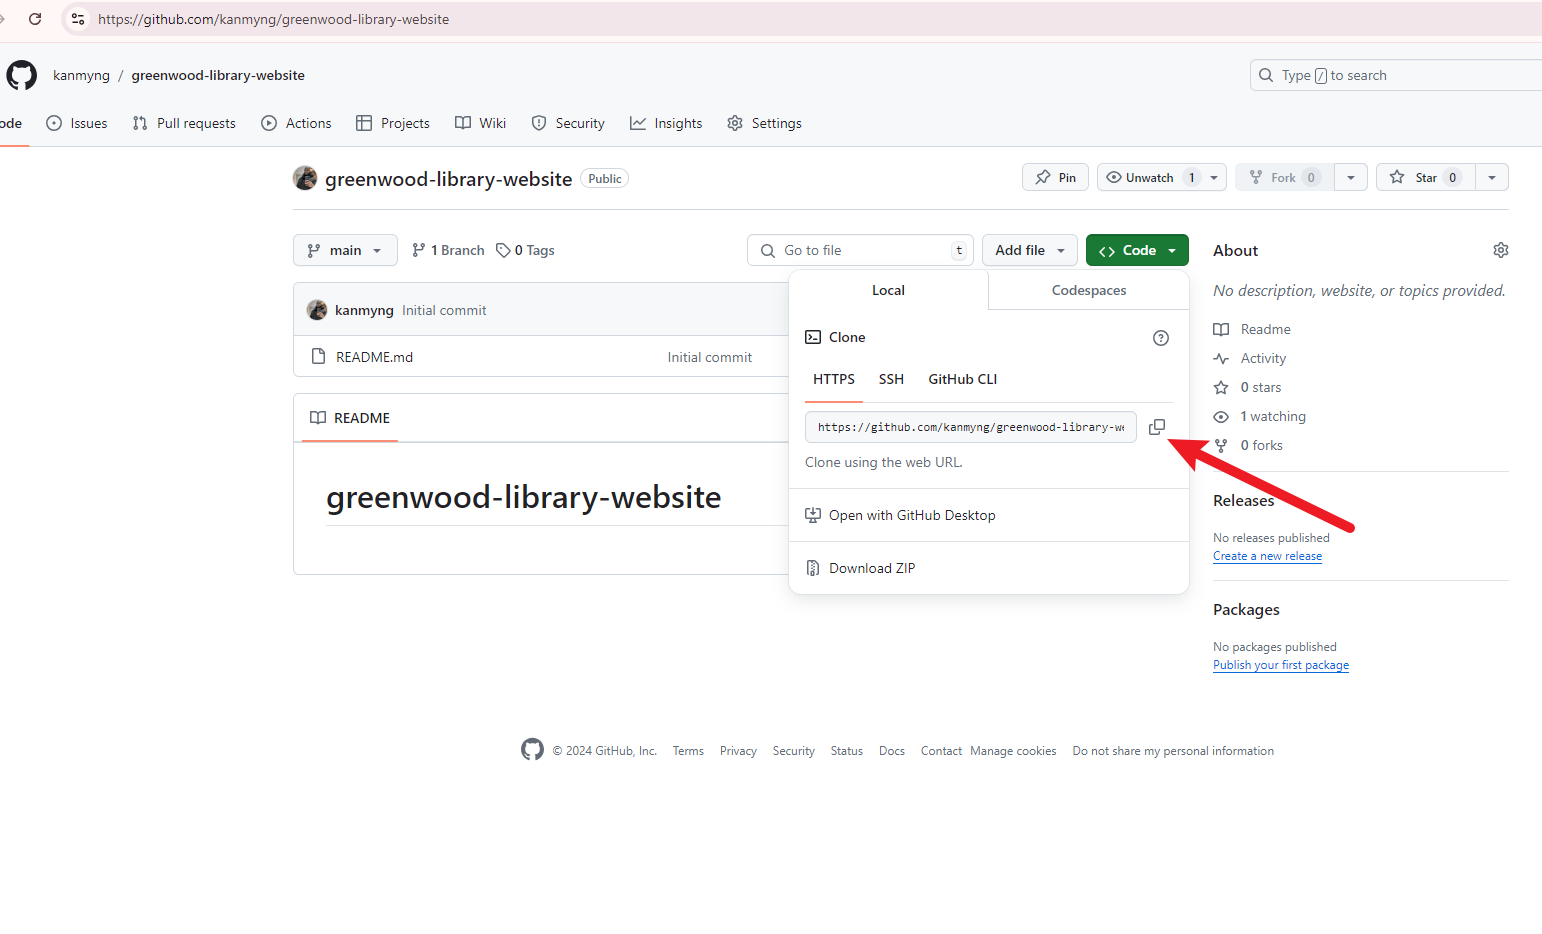 https://github.com/kanmyng/greenwood-library-website
kanmyng / greenwood-library-website
Type / to search
ode Issues Pull requests Actions Projects Wiki Security Insights Settings
greenwood-library-website Public
Pin Unwatch 1 Fork 0 Star 0
main 1 Branch 0 Tags Go to file t Add file Code
kanmyng Initial commit
README.md Initial commit
README
greenwood-library-website
Local Codespaces
Clone
HTTPS SSH GitHub CLI
https://github.com/kanmyng/greenwood-library-we
Clone using the web URL.
Open with GitHub Desktop
Download ZIP
About
No description, website, or topics provided.
Readme
Activity
0 stars
1 watching
0 forks
Releases
No releases published
Create a new release
Packages
No packages published
Publish your first package
© 2024 GitHub, Inc. Terms Privacy Security Status Docs Contact Manage cookies Do not share my personal information